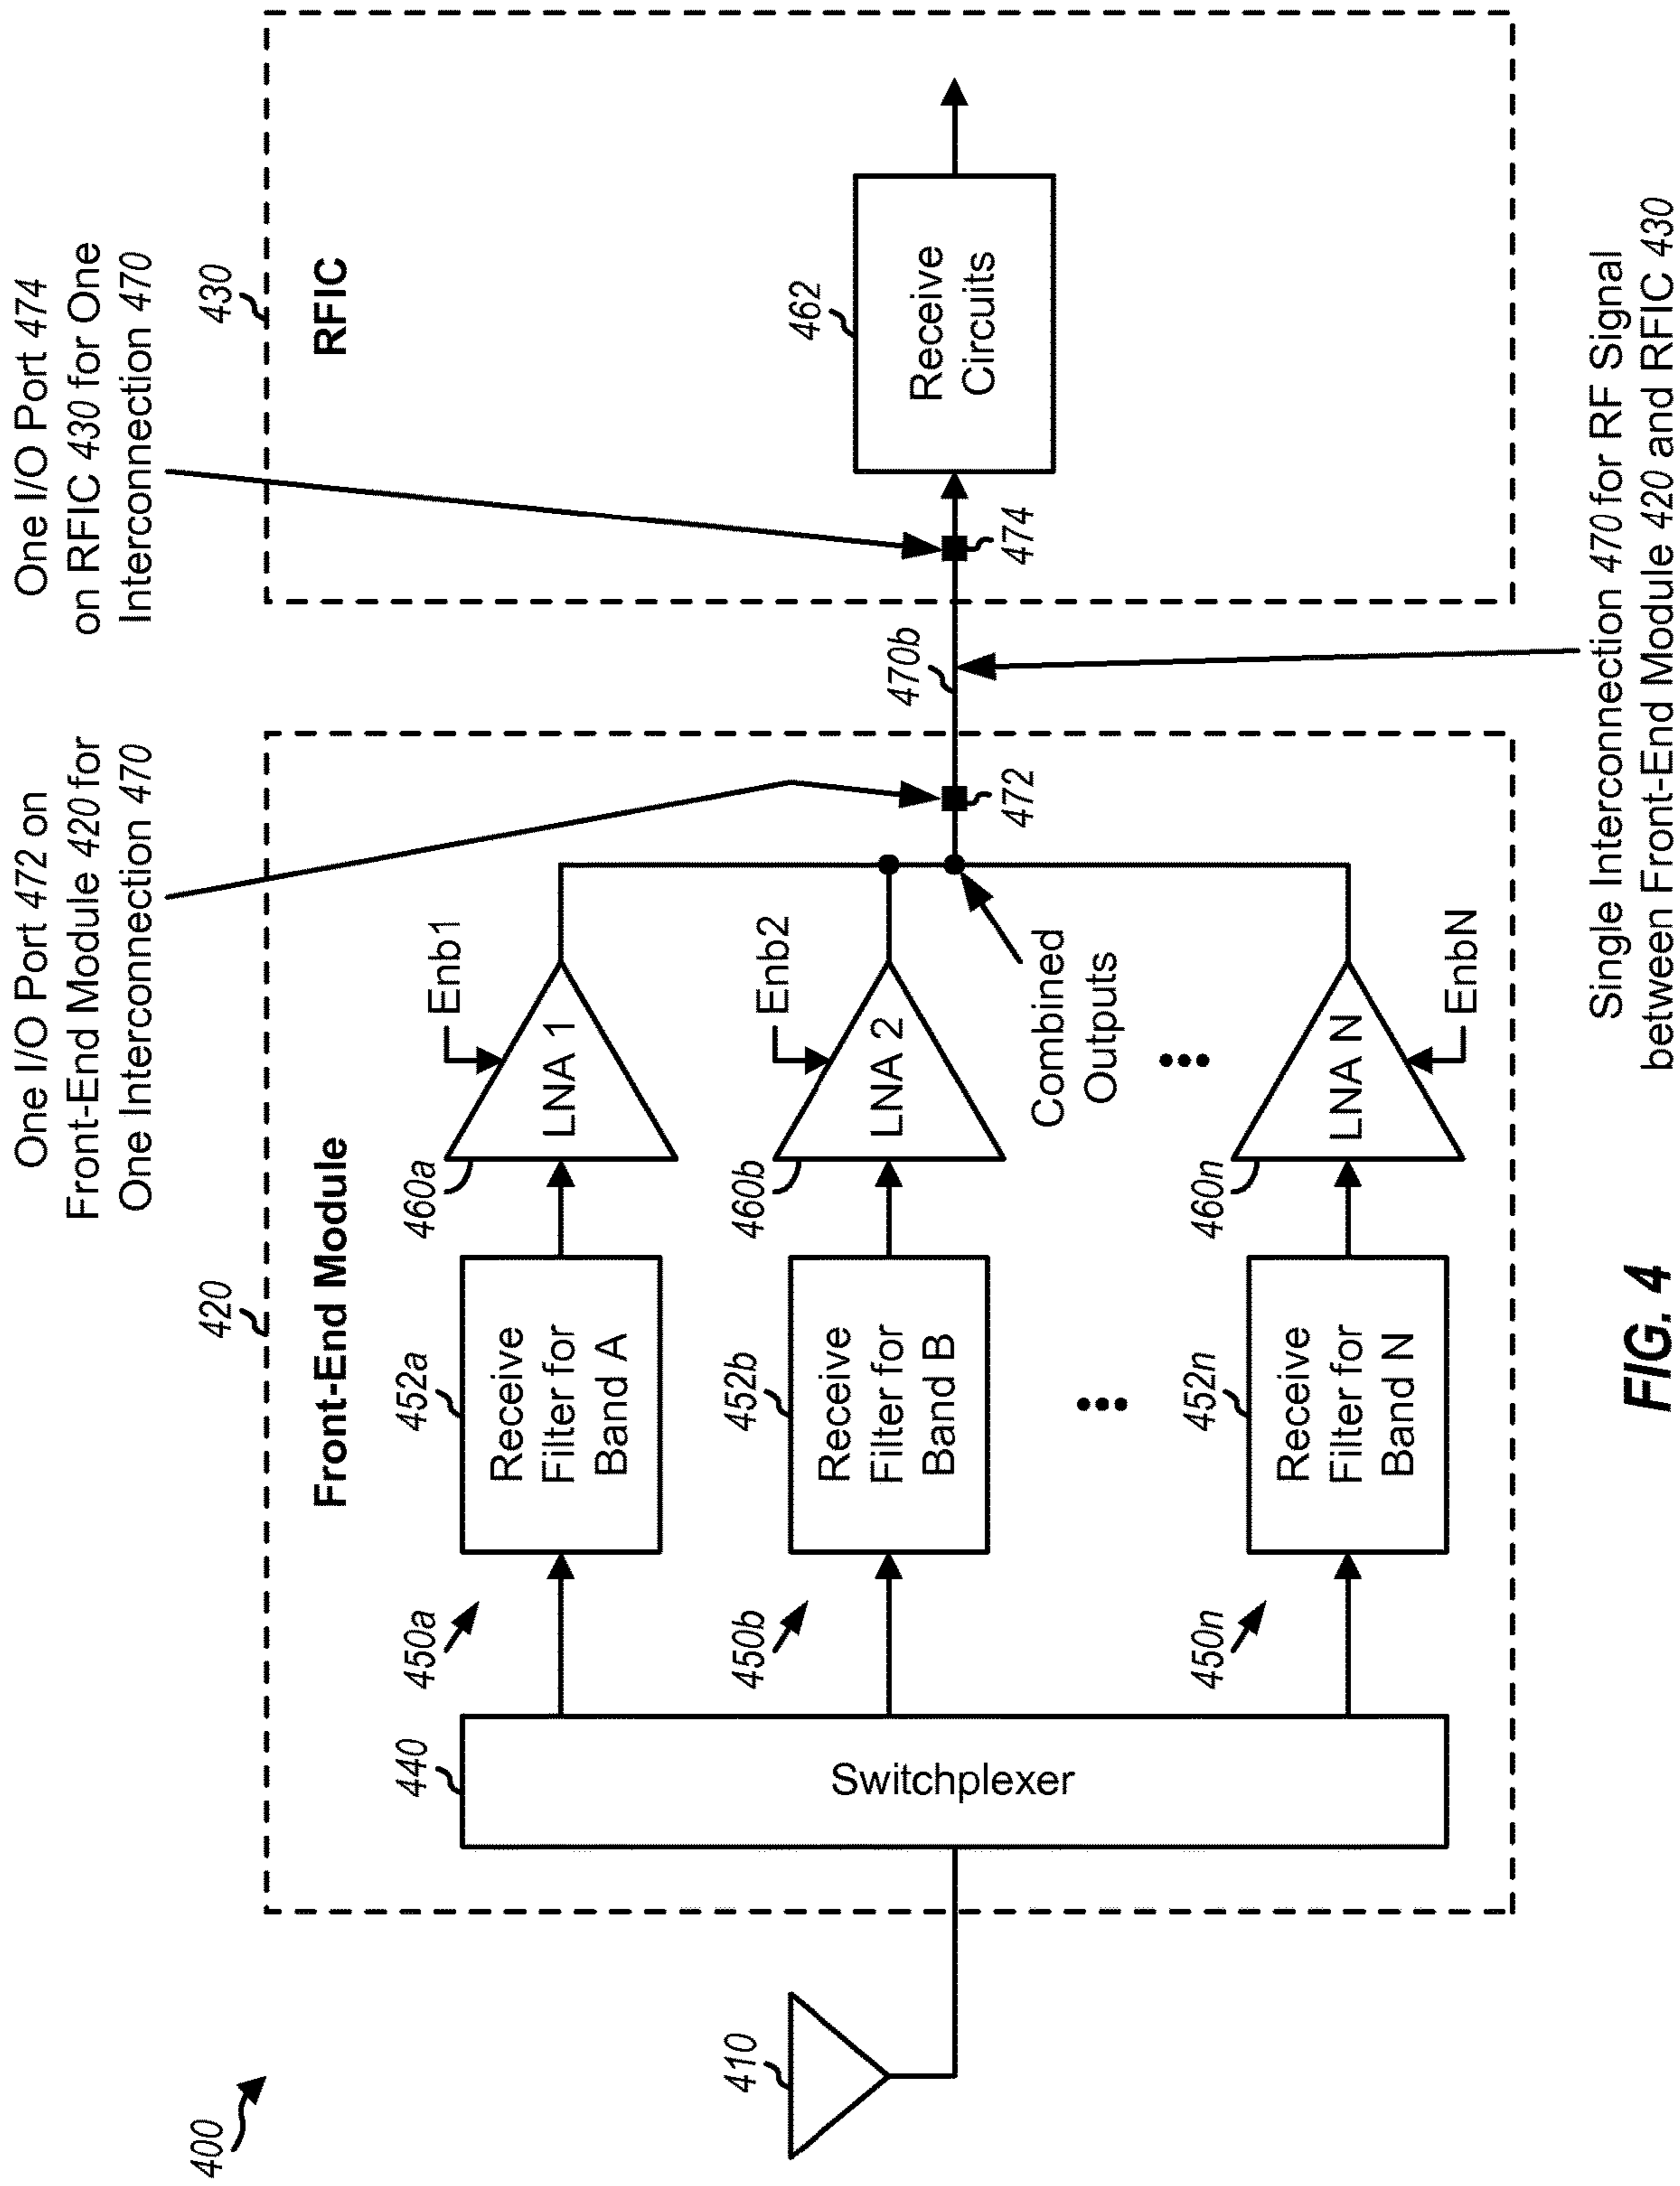 One I/O Port 472 on
Front-End Module 420 for
One Interconnection 470
One I/O Port 474
on RFIC 430 for One
Interconnection 470
400
420
430
Front-End Module
RFIC
410
440
Switchplexer
450a
452a
Receive
Filter for
Band A
460a
LNA 1
Enb1
450b
452b
Receive
Filter for
Band B
460b
LNA 2
Enb2
Combined
Outputs
450n
452n
Receive
Filter for
Band N
460n
LNA N
EnbN
472
470b
474
462
Receive
Circuits
Single Interconnection 470 for RF Signal
between Front-End Module 420 and RFIC 430
FIG. 4